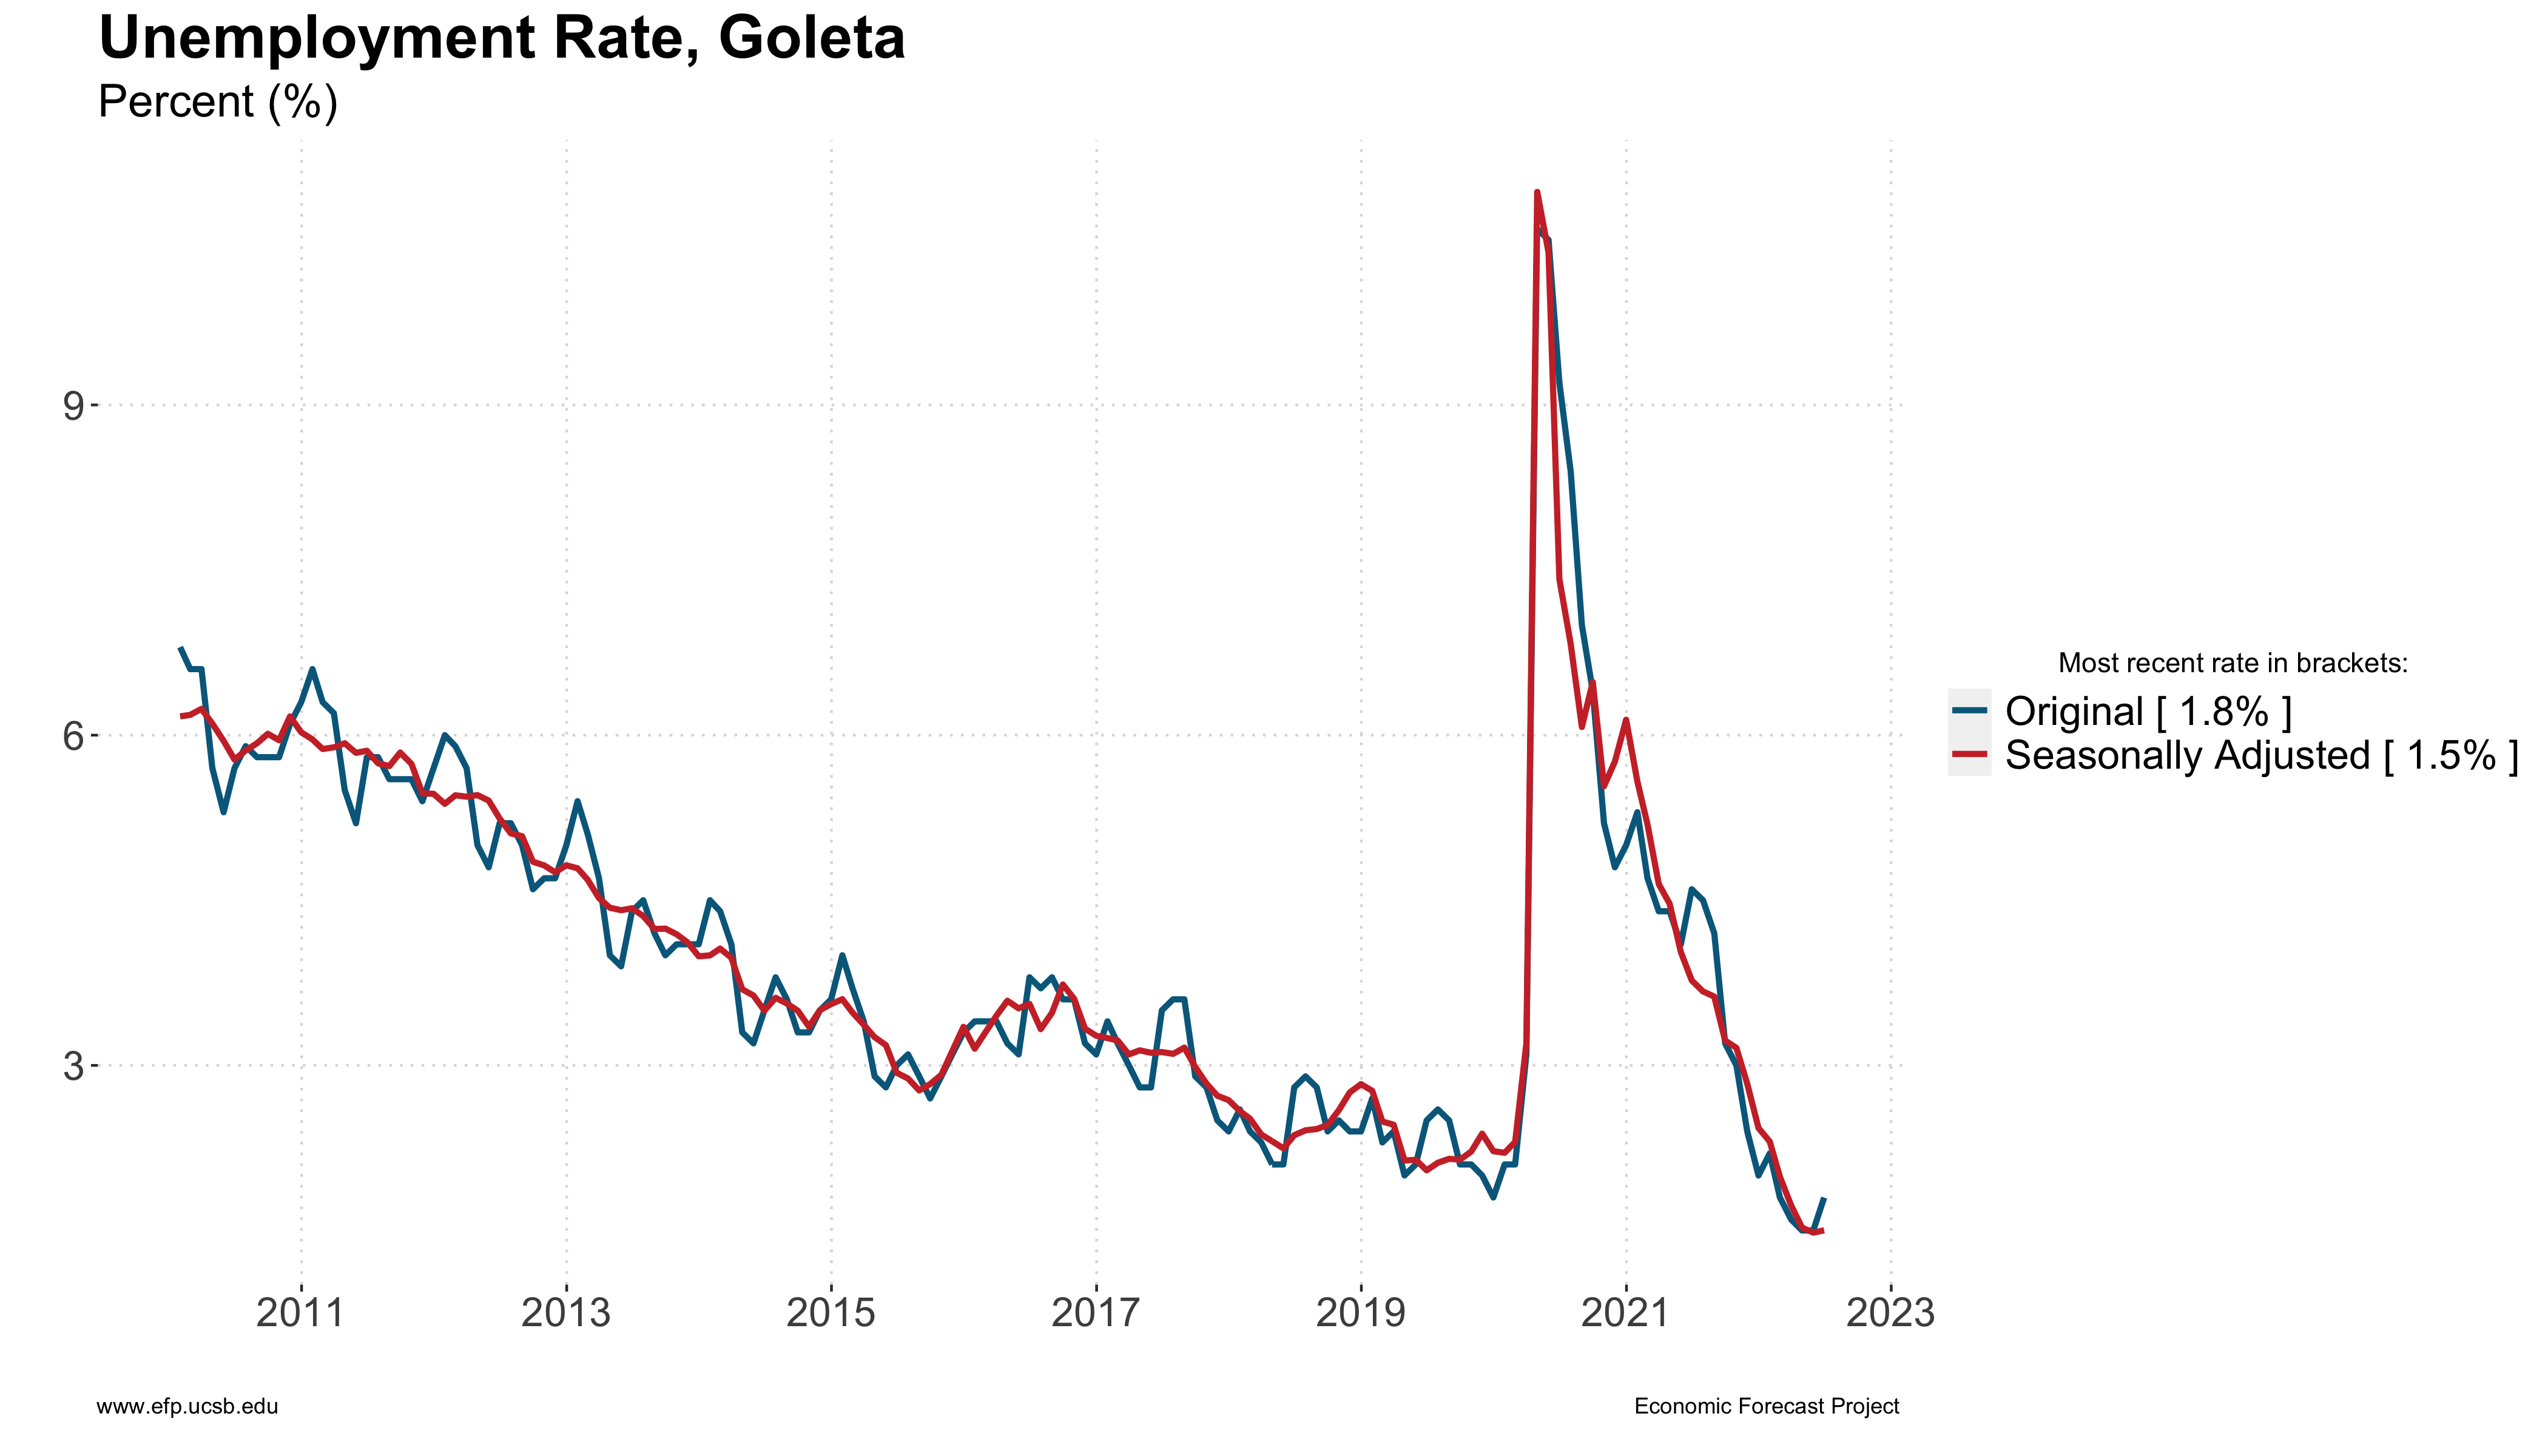 Unemployment Rate, Goleta
Percent (%)
9
6
3
2011 2013 2015 2017 2019 2021 2023
Most recent rate in brackets:
Original [ 1.8% ]
Seasonally Adjusted [ 1.5% ]
www.efp.ucsb.edu
Economic Forecast Project